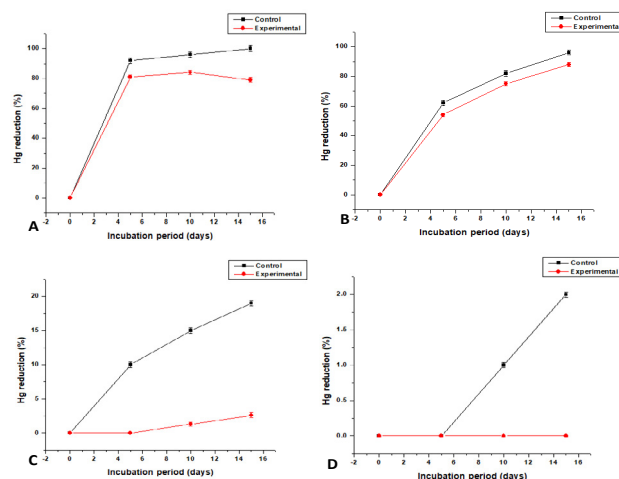 Control
Experimental
100
80
60
40
20
0
Hg reduction (%)
-2 0 2 4 6 8 10 12 14 16
A
Incubation period (days)
Control
Experimental
100
80
60
40
20
0
Hg reduction (%)
-2 0 2 4 6 8 10 12 14 16
B
Incubation period (days)
Control
Experimental
20
15
10
5
0
Hg reduction (%)
-2 0 2 4 6 8 10 12 14 16
C
Incubation period (days)
Control
Experimental
2.0
1.5
1.0
0.5
0.0
Hg reduction (%)
-2 0 2 4 6 8 10 12 14 16
D
Incubation period (days)